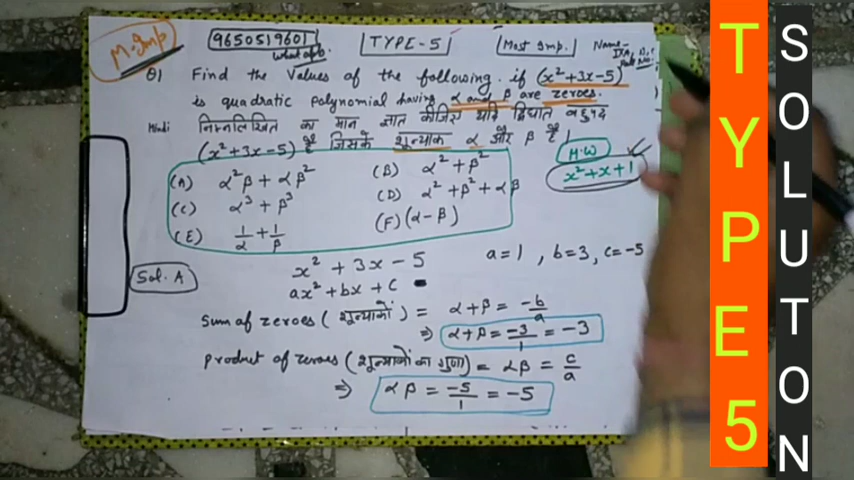 M. Imp
9650519601
What app
TYPE-5
Most Imp.
Name-
Q1 Find the Values of the following. if (x²+3x-5)
is quadratic polynomial having α and β are zeroes.
Hindi निम्नलिखित का मान ज्ञात कीजिए यदि द्विघात बहुपद
(x²+3x-5) है जिसके शून्यांक α और β है।
H.W
x²+x+1
(A) α²β + αβ²
(B) α²+β²
(C) α³+β³
(D) α²+β²+αβ
(E) 1/α + 1/β
(F) (α-β)
Sol. A
x² + 3x - 5
a=1, b=3, c=-5
ax²+bx+c
Sum of zeroes (शून्यांकों) = α+β = -b/a
⇒ α+β = -3/1 = -3
Product of zeroes (शून्यांकों का गुणा) = αβ = c/a
⇒ αβ = -5/1 = -5
TYPE 5
SOLUTON